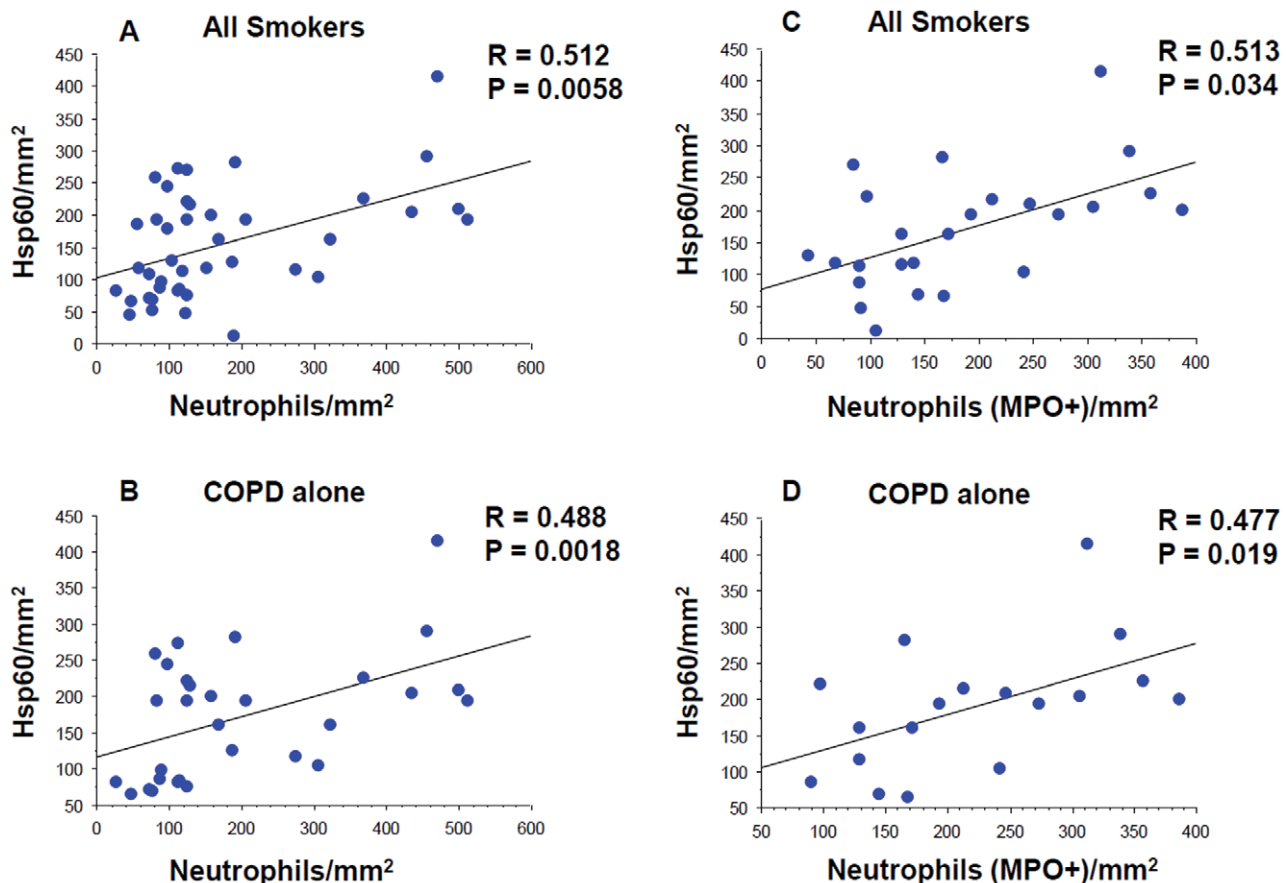 A All Smokers
R = 0.512
P = 0.0058
Hsp60/mm²
450
400
350
300
250
200
150
100
50
0
0 100 200 300 400 500 600
Neutrophils/mm²
C All Smokers
R = 0.513
P = 0.034
Hsp60/mm²
450
400
350
300
250
200
150
100
50
0
0 50 100 150 200 250 300 350 400
Neutrophils (MPO+)/mm²
B COPD alone
R = 0.488
P = 0.0018
Hsp60/mm²
450
400
350
300
250
200
150
100
50
0 100 200 300 400 500 600
Neutrophils/mm²
D COPD alone
R = 0.477
P = 0.019
Hsp60/mm²
450
400
350
300
250
200
150
100
50
50 100 150 200 250 300 350 400
Neutrophils (MPO+)/mm²